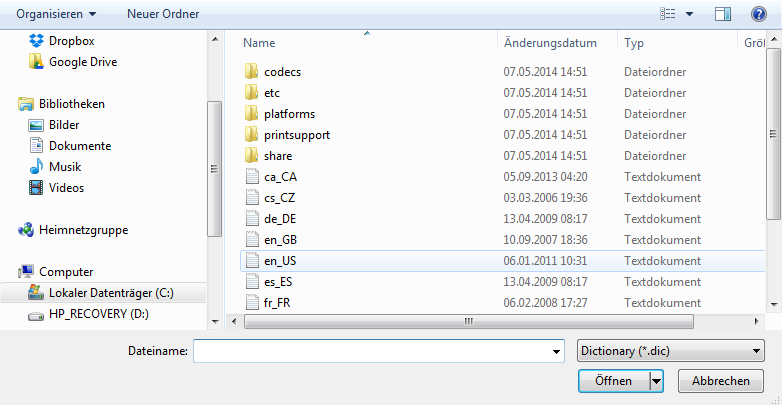 Organisieren Neuer Ordner
Dropbox
Google Drive
Bibliotheken
Bilder
Dokumente
Musik
Videos
Heimnetzgruppe
Computer
Lokaler Datenträger (C:)
HP_RECOVERY (D:)
Name Änderungsdatum Typ Größ
codecs 07.05.2014 14:51 Dateiordner
etc 07.05.2014 14:51 Dateiordner
platforms 07.05.2014 14:51 Dateiordner
printsupport 07.05.2014 14:51 Dateiordner
share 07.05.2014 14:51 Dateiordner
ca_CA 05.09.2013 04:20 Textdokument
cs_CZ 03.03.2006 19:36 Textdokument
de_DE 13.04.2009 08:17 Textdokument
en_GB 10.09.2007 18:36 Textdokument
en_US 06.01.2011 10:31 Textdokument
es_ES 13.04.2009 08:17 Textdokument
fr_FR 06.02.2008 17:27 Textdokument
Dateiname: Dictionary (*.dic)
Öffnen Abbrechen